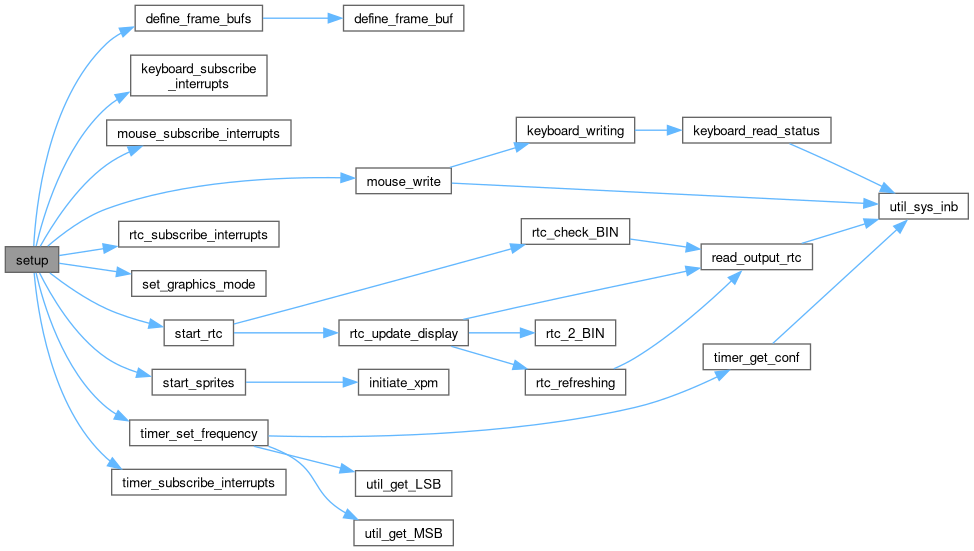 define_frame_bufs
define_frame_buf
keyboard_subscribe
_interrupts
mouse_subscribe_interrupts
keyboard_writing
keyboard_read_status
mouse_write
util_sys_inb
rtc_subscribe_interrupts
rtc_check_BIN
setup
read_output_rtc
set_graphics_mode
start_rtc
rtc_update_display
rtc_2_BIN
timer_get_conf
start_sprites
initiate_xpm
rtc_refreshing
timer_set_frequency
timer_subscribe_interrupts
util_get_LSB
util_get_MSB